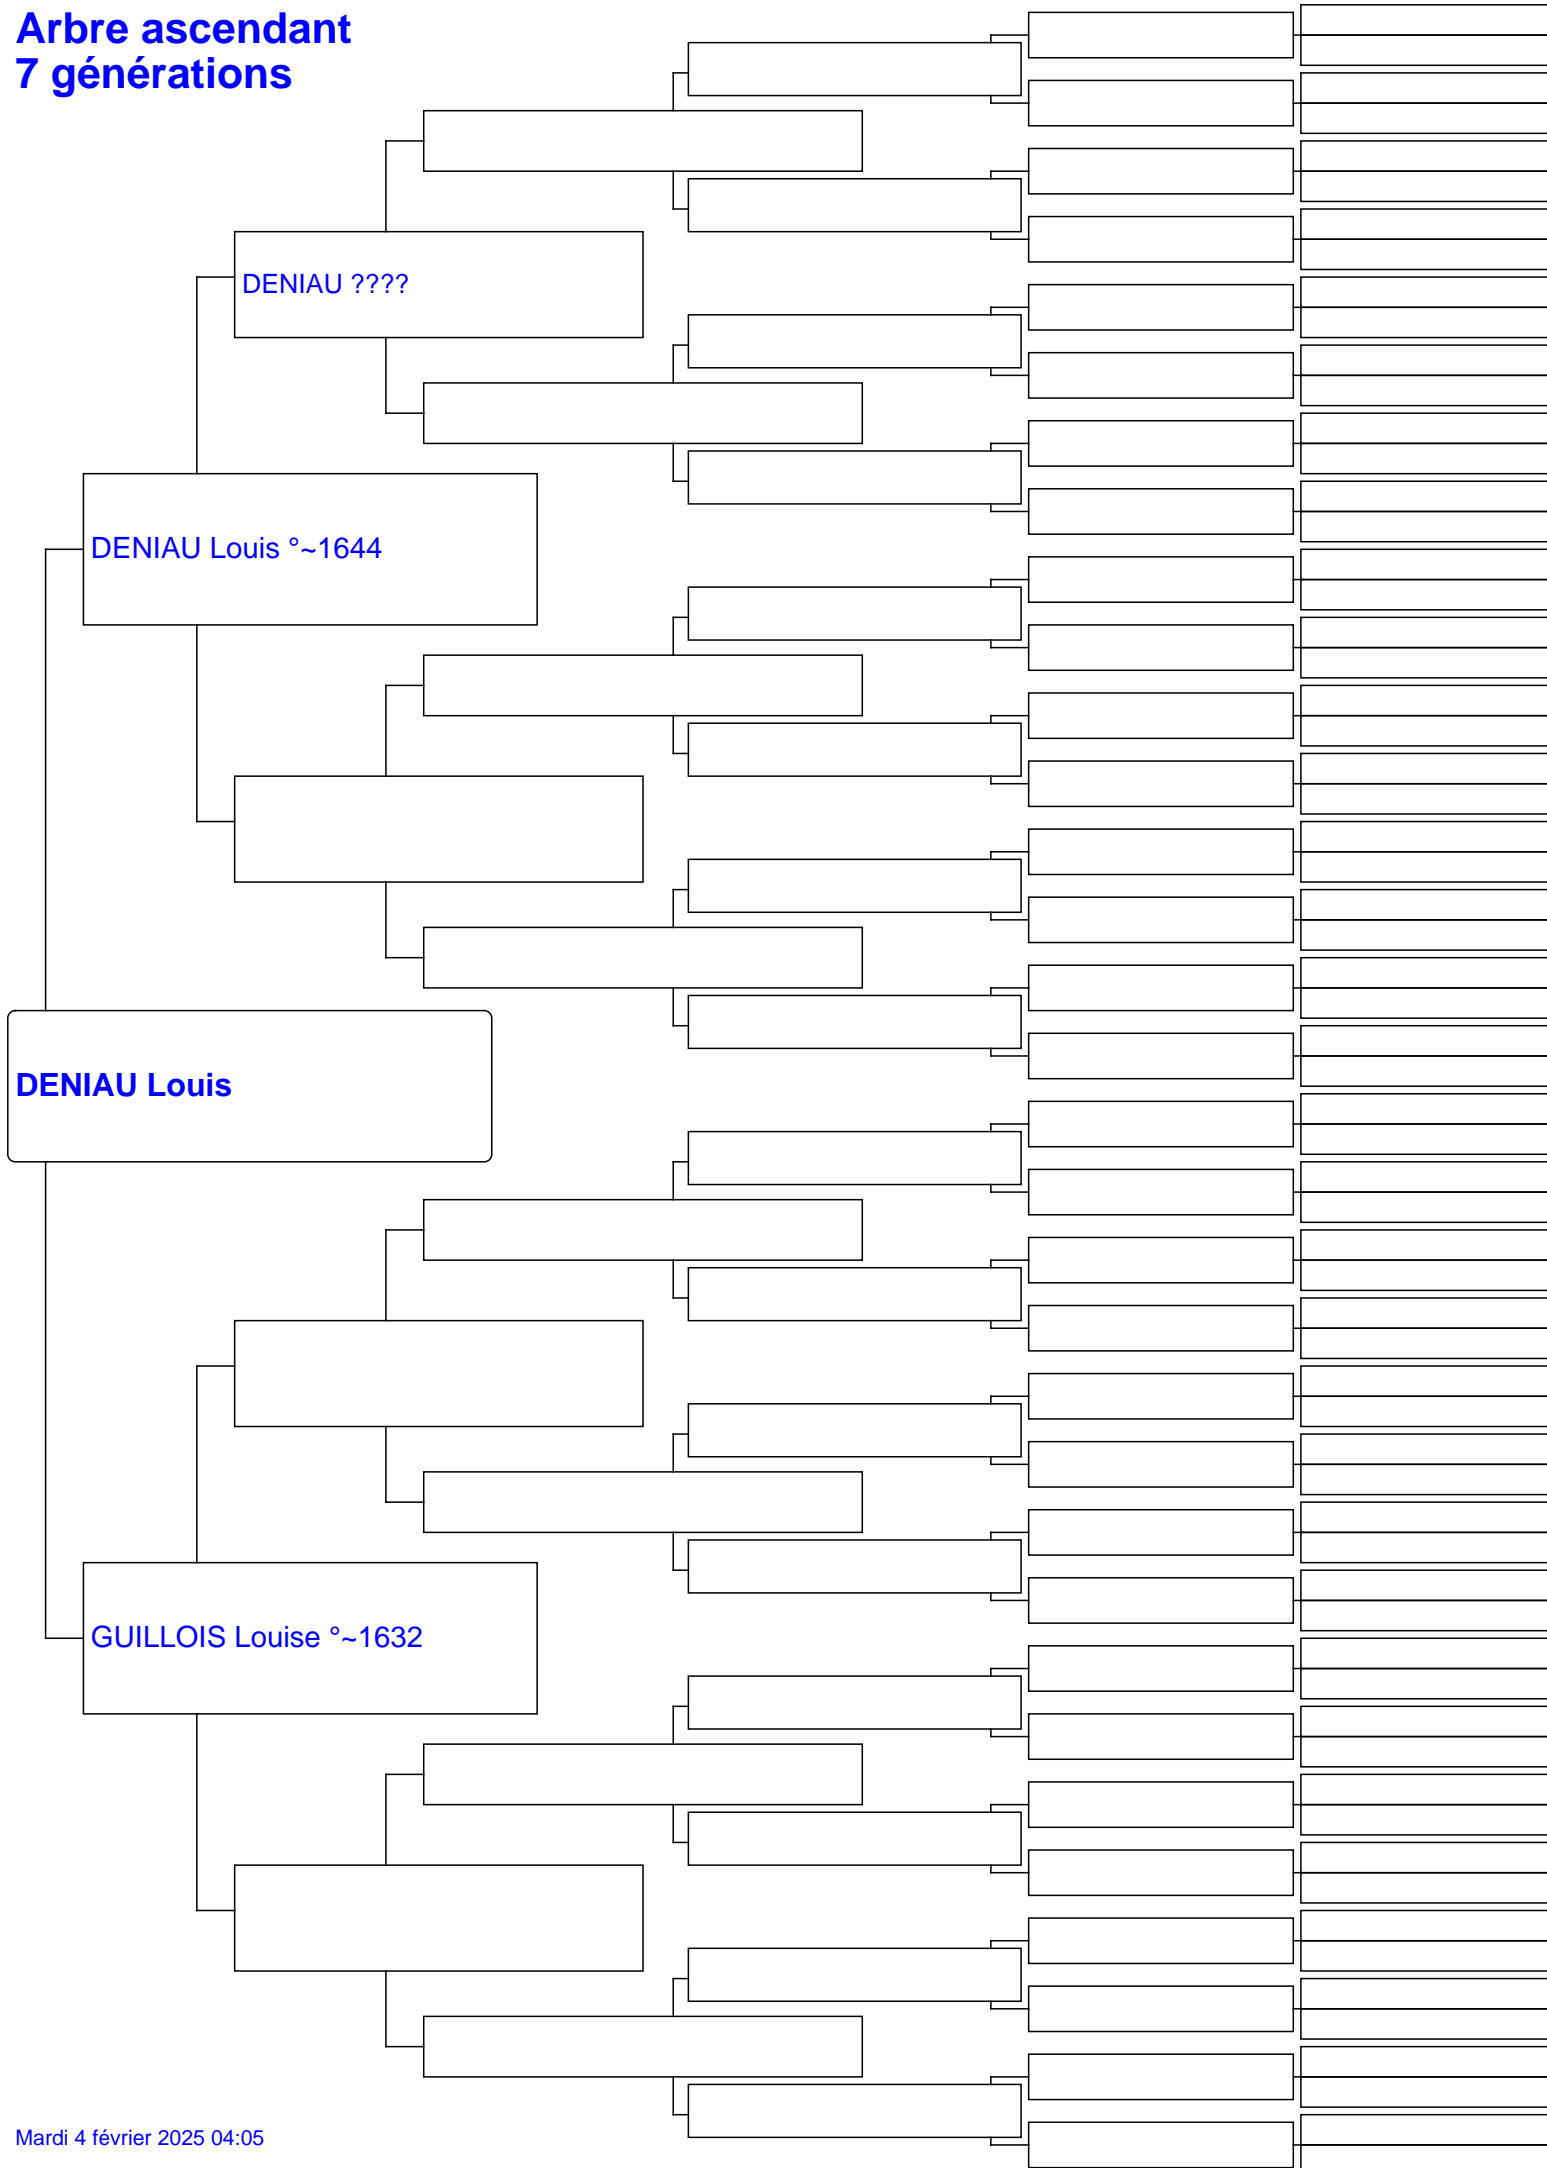 Arbre ascendant
7 générations
DENIAU ????
DENIAU Louis °~1644
DENIAU Louis
GUILLOIS Louise °~1632
Mardi 4 février 2025 04:05